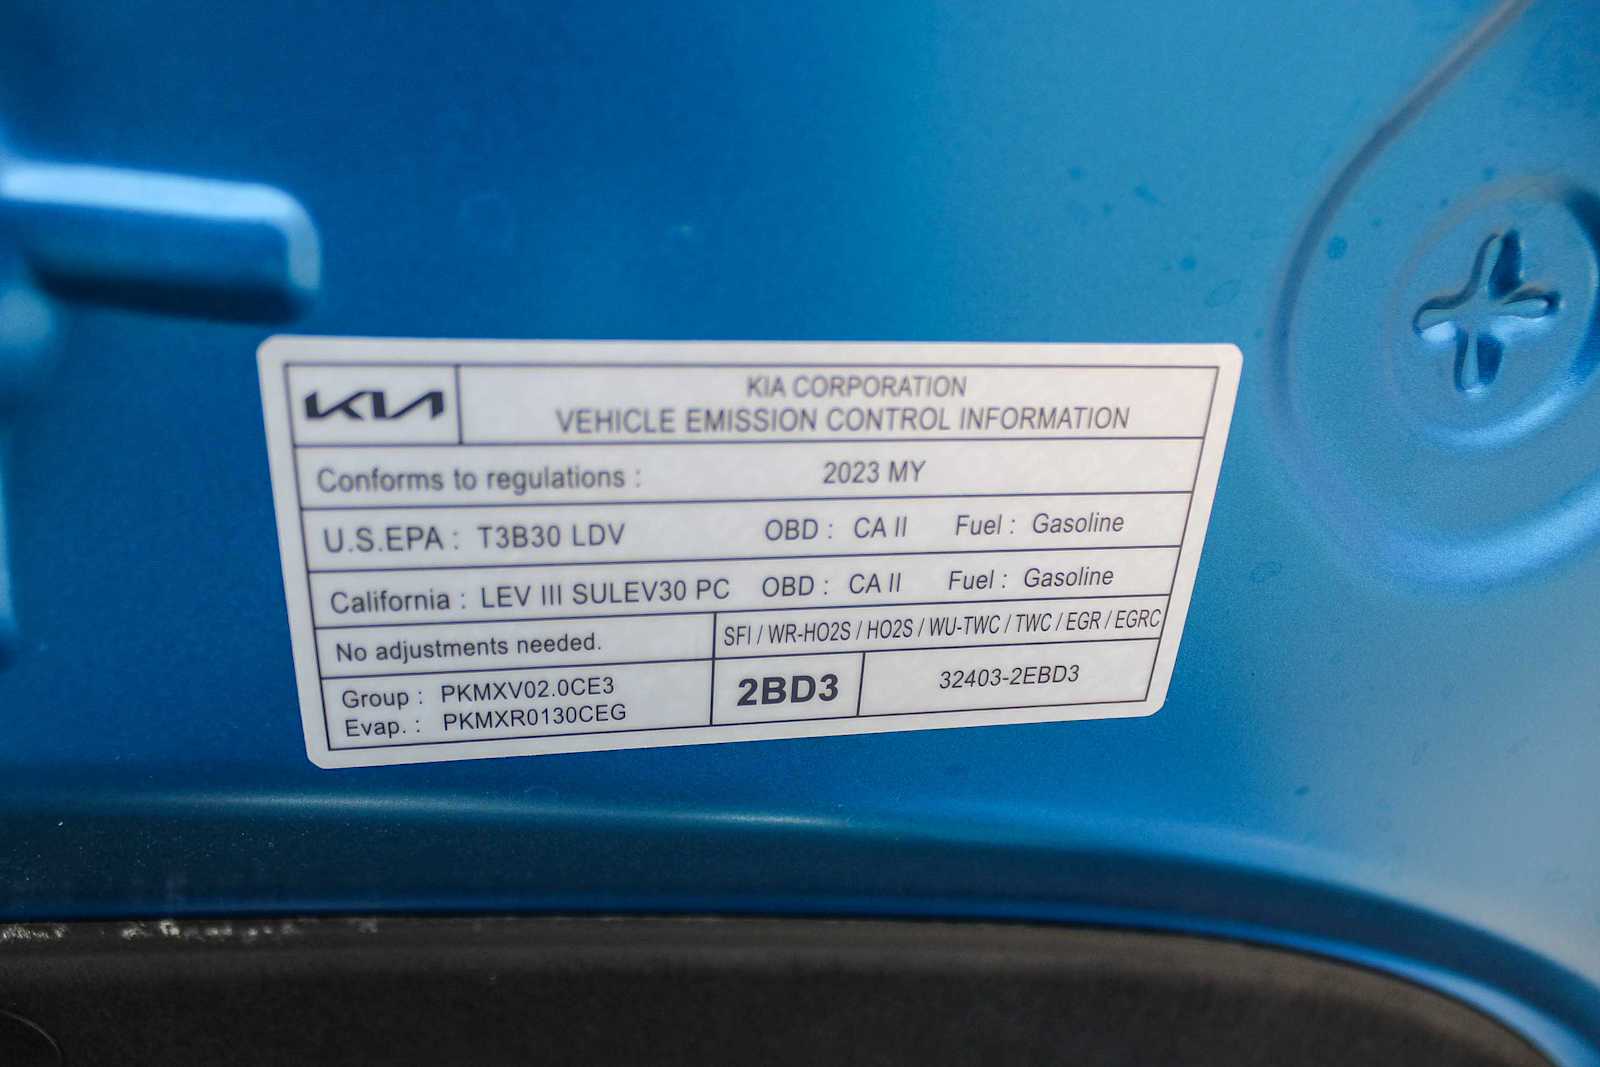 KIA
KIA CORPORATION
VEHICLE EMISSION CONTROL INFORMATION
Conforms to regulations : 2023 MY
U.S.EPA : T3B30 LDV OBD : CA II Fuel : Gasoline
California : LEV III SULEV30 PC OBD : CA II Fuel : Gasoline
No adjustments needed.
SFI / WR-HO2S / HO2S / WU-TWC / TWC / EGR / EGRC
Group : PKMXV02.0CE3
Evap. : PKMXR0130CEG
2BD3
32403-2EBD3